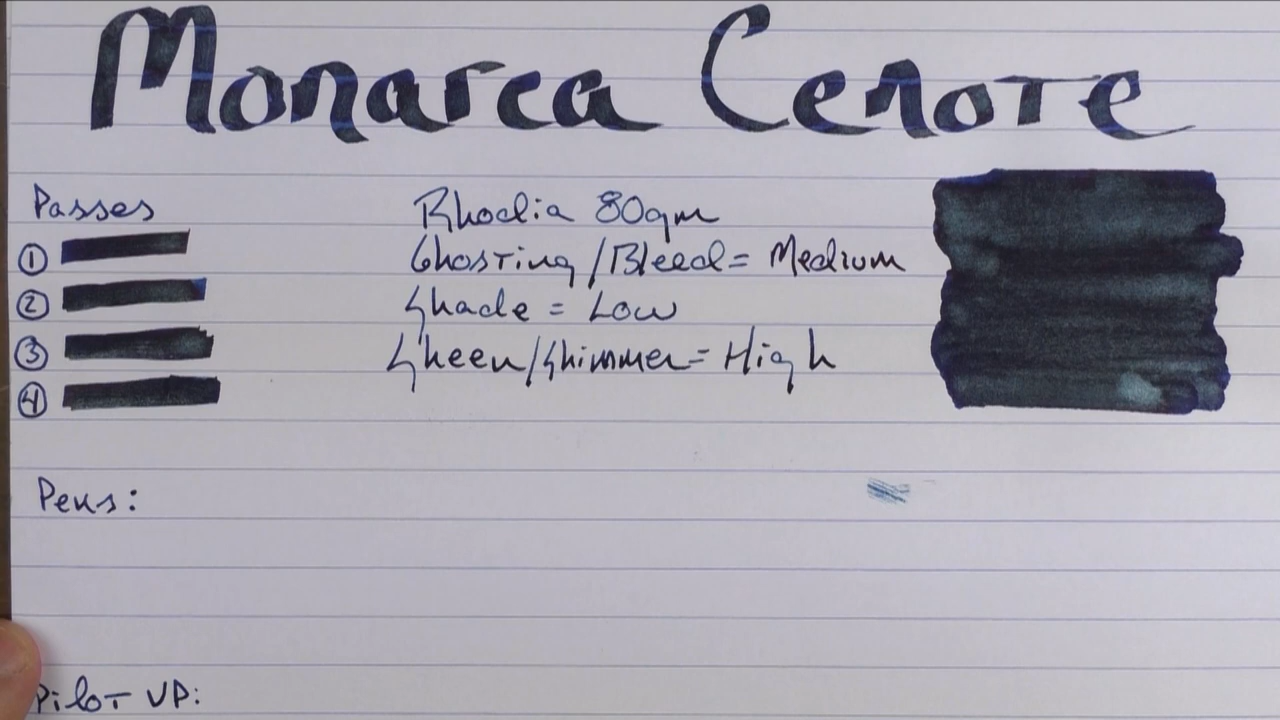 Monarca Cenote
Passes
1
2
3
4
Rhodia 80gm
Ghosting/Bleed = Medium
Shade = Low
Sheen/Shimmer = High
Pens:
Pilot VP: